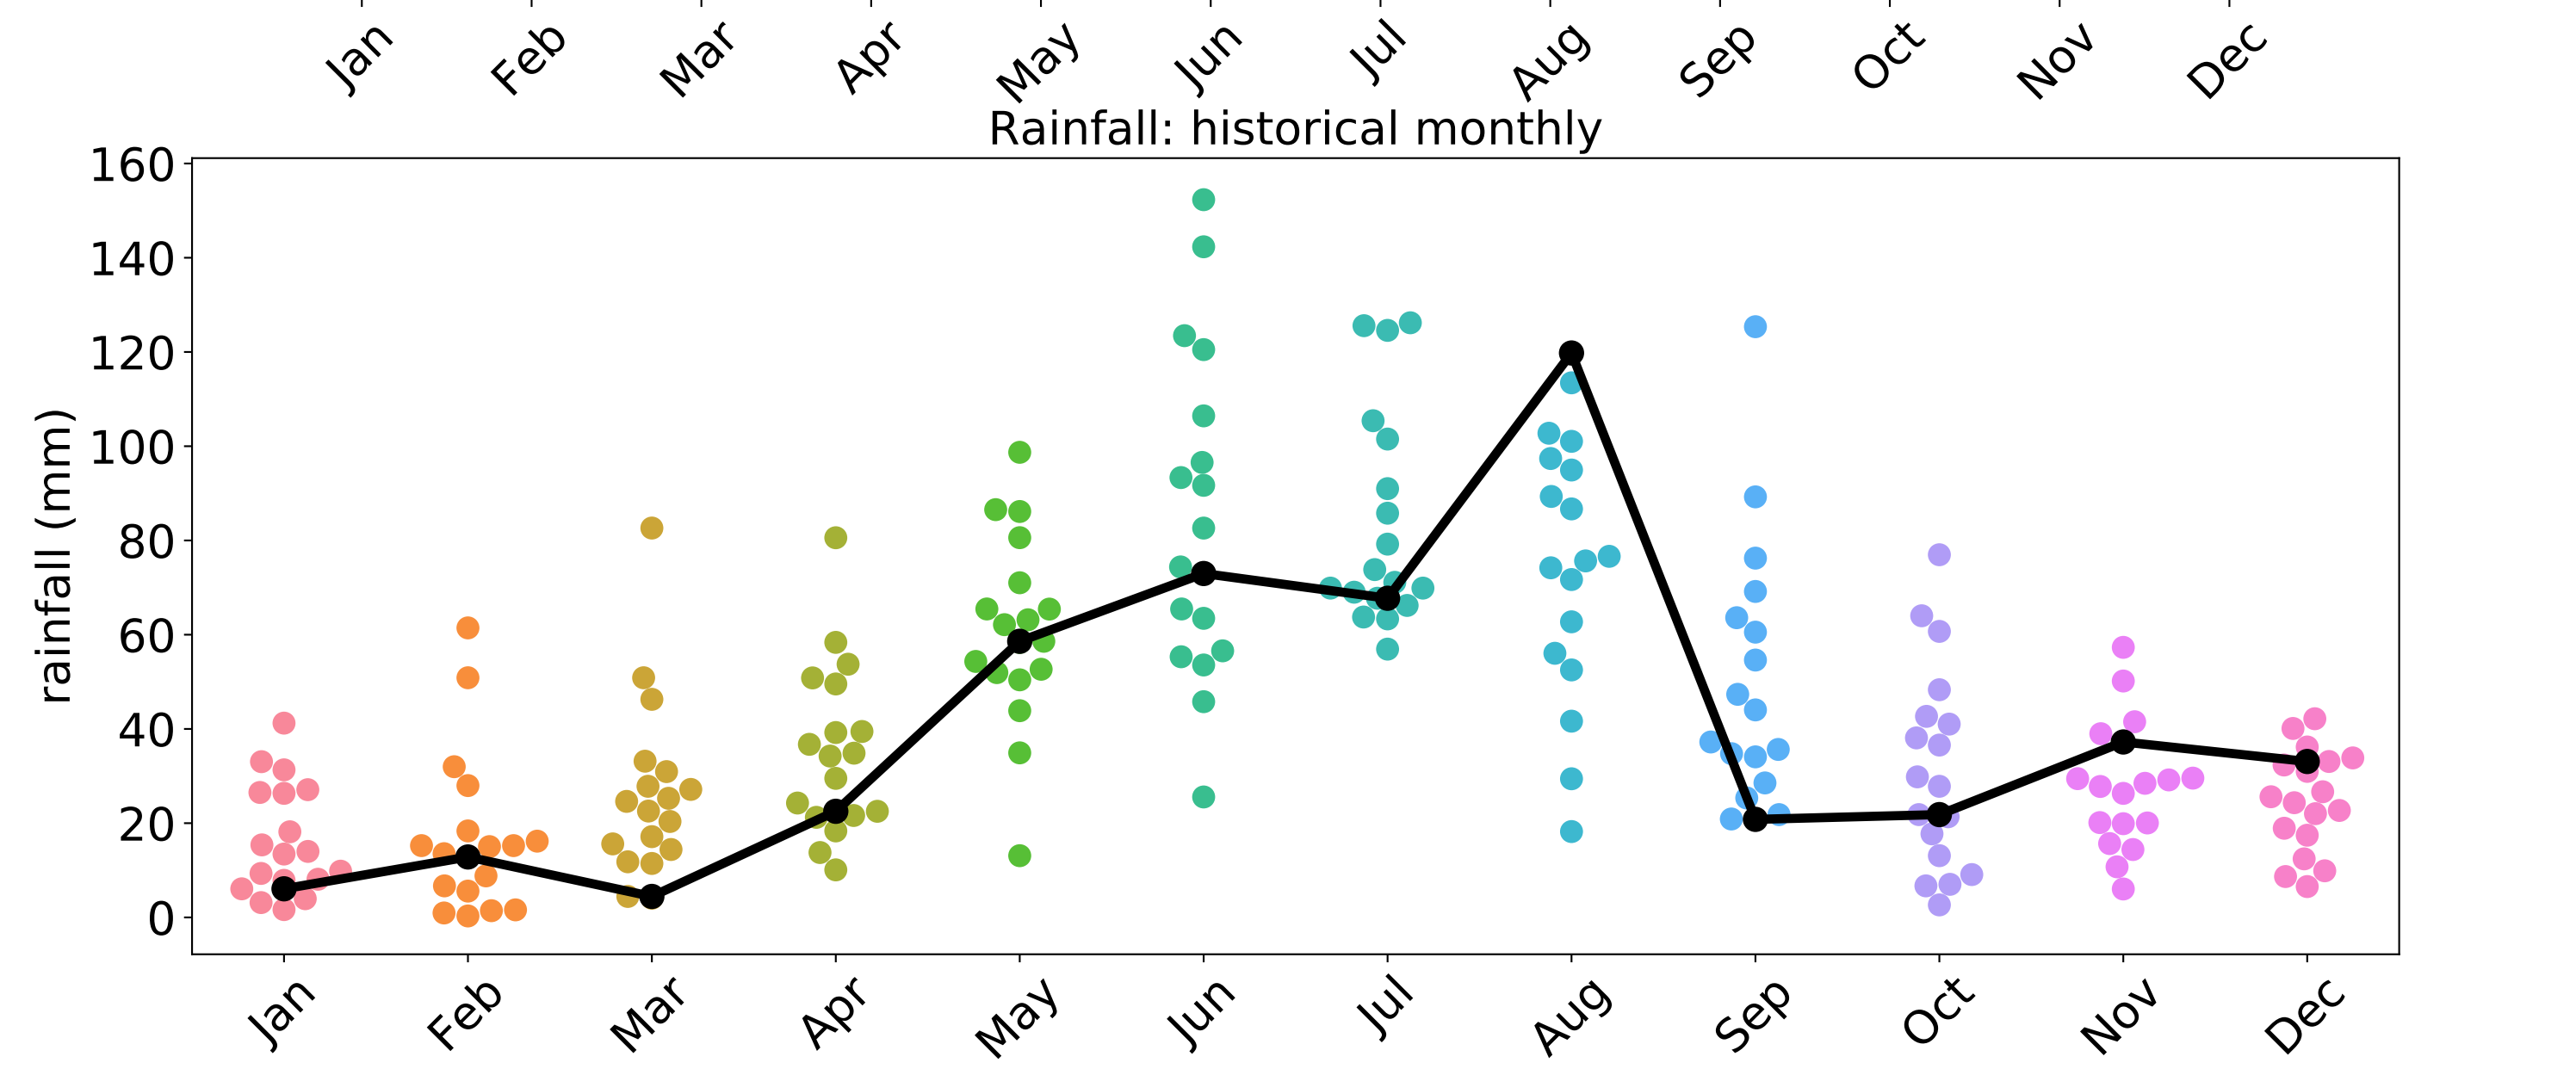 Jan Feb Mar Apr May Jun Jul Aug Sep Oct Nov Dec
Rainfall: historical monthly
160
140
120
100
80
60
40
20
0
rainfall (mm)
Jan Feb Mar Apr May Jun Jul Aug Sep Oct Nov Dec